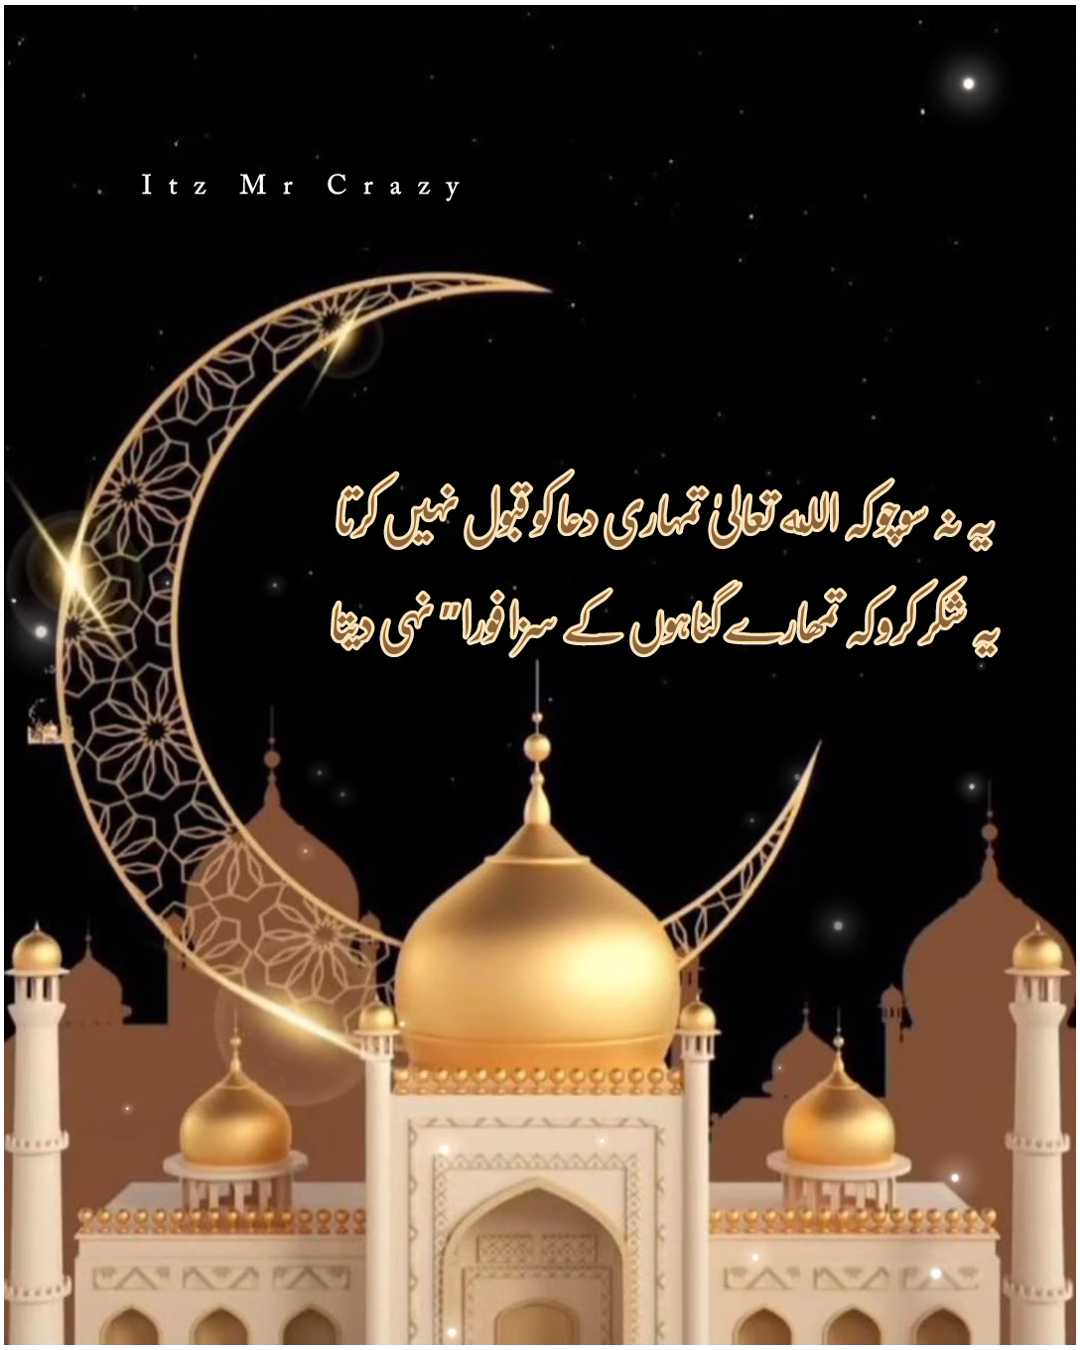 Itz Mr Crazy
یہ نہ سوچو کہ اللہ تعالیٰ تمہاری دعا کو قبول نہیں کرتا
یہ شکر کرو کہ تمھارے گناہوں کے سزا فورا" نہی دیتا